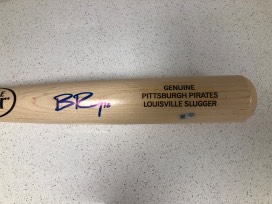 GENUINE
PITTSBURGH PIRATES
LOUISVILLE SLUGGER